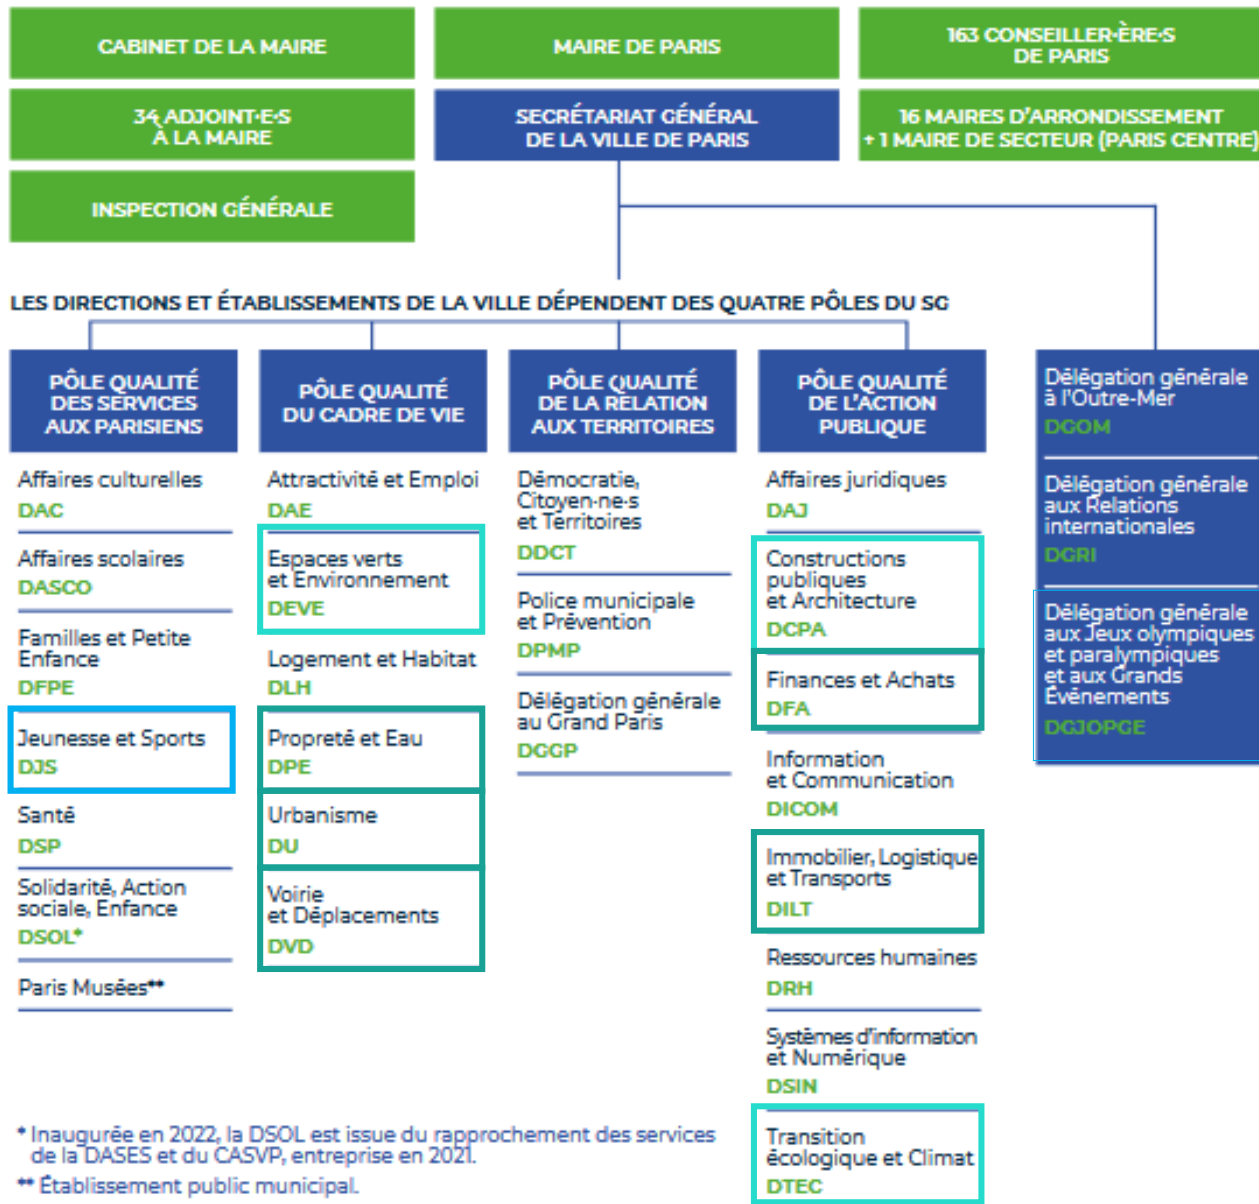 CABINET DE LA MAIRE
MAIRE DE PARIS
163 CONSEILLER·ÈRE·S
DE PARIS
34 ADJOINT·E·S
À LA MAIRE
SECRÉTARIAT GÉNÉRAL
DE LA VILLE DE PARIS
16 MAIRES D'ARRONDISSEMENT
+ 1 MAIRE DE SECTEUR (PARIS CENTRE)
INSPECTION GÉNÉRALE
LES DIRECTIONS ET ÉTABLISSEMENTS DE LA VILLE DÉPENDENT DES QUATRE PÔLES DU SG
PÔLE QUALITÉ
DES SERVICES
AUX PARISIENS
Affaires culturelles
DAC
Affaires scolaires
DASCO
Familles et Petite
Enfance
DFPE
Jeunesse et Sports
DJS
Santé
DSP
Solidarité, Action
sociale, Enfance
DSOL*
Paris Musées**
PÔLE QUALITÉ
DU CADRE DE VIE
Attractivité et Emploi
DAE
Espaces verts
et Environnement
DEVE
Logement et Habitat
DLH
Propreté et Eau
DPE
Urbanisme
DU
Voirie
et Déplacements
DVD
PÔLE QUALITÉ
DE LA RELATION
AUX TERRITOIRES
Démocratie,
Citoyen·ne·s
et Territoires
DDCT
Police municipale
et Prévention
DPMP
Délégation générale
au Grand Paris
DGGP
PÔLE QUALITÉ
DE L'ACTION
PUBLIQUE
Affaires juridiques
DAJ
Constructions
publiques
et Architecture
DCPA
Finances et Achats
DFA
Information
et Communication
DICOM
Immobilier, Logistique
et Transports
DILT
Ressources humaines
DRH
Systèmes d'information
et Numérique
DSIN
Transition
écologique et Climat
DTEC
Délégation générale
à l'Outre-Mer
DGOM
Délégation générale
aux Relations
internationales
DGRI
Délégation générale
aux Jeux olympiques
et paralympiques
et aux Grands
Événements
DGJOPGE
* Inaugurée en 2022, la DSOL est issue du rapprochement des services
de la DASES et du CASVP, entreprise en 2021.
** Établissement public municipal.